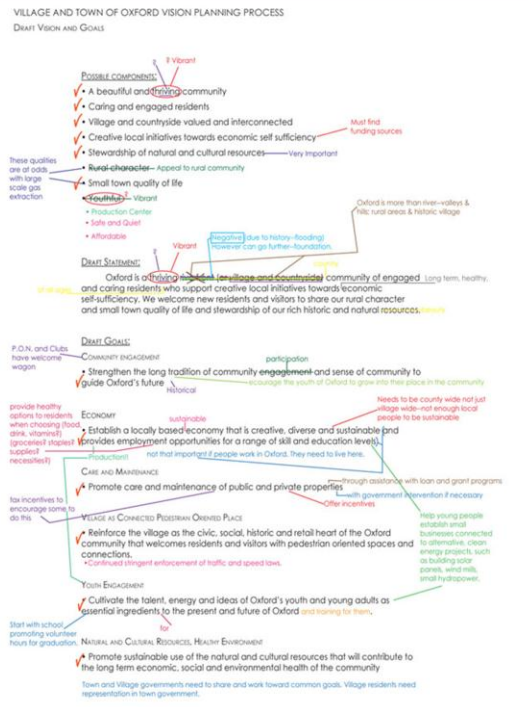 VILLAGE AND TOWN OF OXFORD VISION PLANNING PROCESS
DRAFT VISION AND GOALS
? Vibrant
?
POSSIBLE COMPONENTS:
• A beautiful and thriving community
• Caring and engaged residents
• Village and countryside valued and interconnected
• Creative local initiatives towards economic self sufficiency
Must find
funding sources
• Stewardship of natural and cultural resources
Very Important
These qualities
are at odds
with large
scale gas
extraction
• Rural character
Appeal to rural community
• Small town quality of life
• Youthful
? Vibrant
• Production Center
• Safe and Quiet
• Affordable
Oxford is more than river-valleys &
hills: rural areas & historic village
Vibrant
?
Negative (due to history-flooding)
However can go further-foundation.
DRAFT STATEMENT:
Oxford is a thriving (or village and countryside) community of engaged
Long term, healthy,
and caring residents who support creative local initiatives towards economic
self-sufficiency. We welcome new residents and visitors to share our rural character
and small town quality of life and stewardship of our rich historic and natural resources.
DRAFT GOALS:
P.O.N. and Clubs
have welcome
wagon
COMMUNITY ENGAGEMENT
participation
• Strengthen the long tradition of community engagement and sense of community to
guide Oxford's future
ecourage the youth of Oxford to grow into their place in the community
Historical
provide healthy
options to residents
when choosing (food,
drink, vitamins?)
(groceries? staples?
supplies?
necessities?)
ECONOMY
sustainable
Needs to be county wide not just
village wide-not enough local
people to be sustainable
• Establish a locally based economy that is creative, diverse and sustainable and
provides employment opportunities for a range of skill and education levels
Production!
not that important if people work in Oxford. They need to live here.
CARE AND MAINTENANCE
through assistance with loan and grant programs
• Promote care and maintenance of public and private properties
with government intervention if necessary
Offer incentives
tax incentives to
encourage some to
do this
VILLAGE AS CONNECTED PEDESTRIAN ORIENTED PLACE
• Reinforce the village as the civic, social, historic and retail heart of the Oxford
community that welcomes residents and visitors with pedestrian oriented spaces and
connections.
• Continued stringent enforcement of traffic and speed laws.
Help young people
establish small
businesses connected
to alternative, clean
energy projects, such
as building solar
panels, wind mills,
small hydropower.
YOUTH ENGAGEMENT
• Cultivate the talent, energy and ideas of Oxford's youth and young adults as
essential ingredients to the present and future of Oxford and training for them.
for
Start with school
promoting volunteer
hours for graduation.
NATURAL AND CULTURAL RESOURCES, HEALTHY ENVIRONMENT
• Promote sustainable use of the natural and cultural resources that will contribute to
the long term economic, social and environmental health of the community
Town and Village governments need to share and work toward common goals. Village residents need
representation in town government.